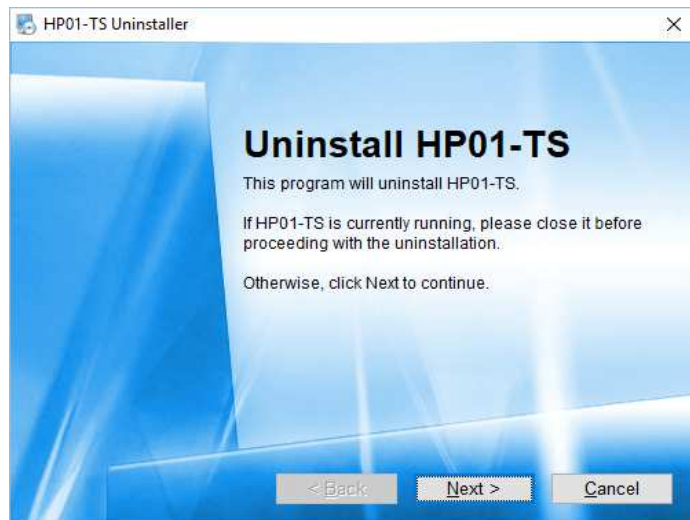 HP01-TS Uninstaller
Uninstall HP01-TS
This program will uninstall HP01-TS.
If HP01-TS is currently running, please close it before
proceeding with the uninstallation.
Otherwise, click Next to continue.
< Back
Next >
Cancel